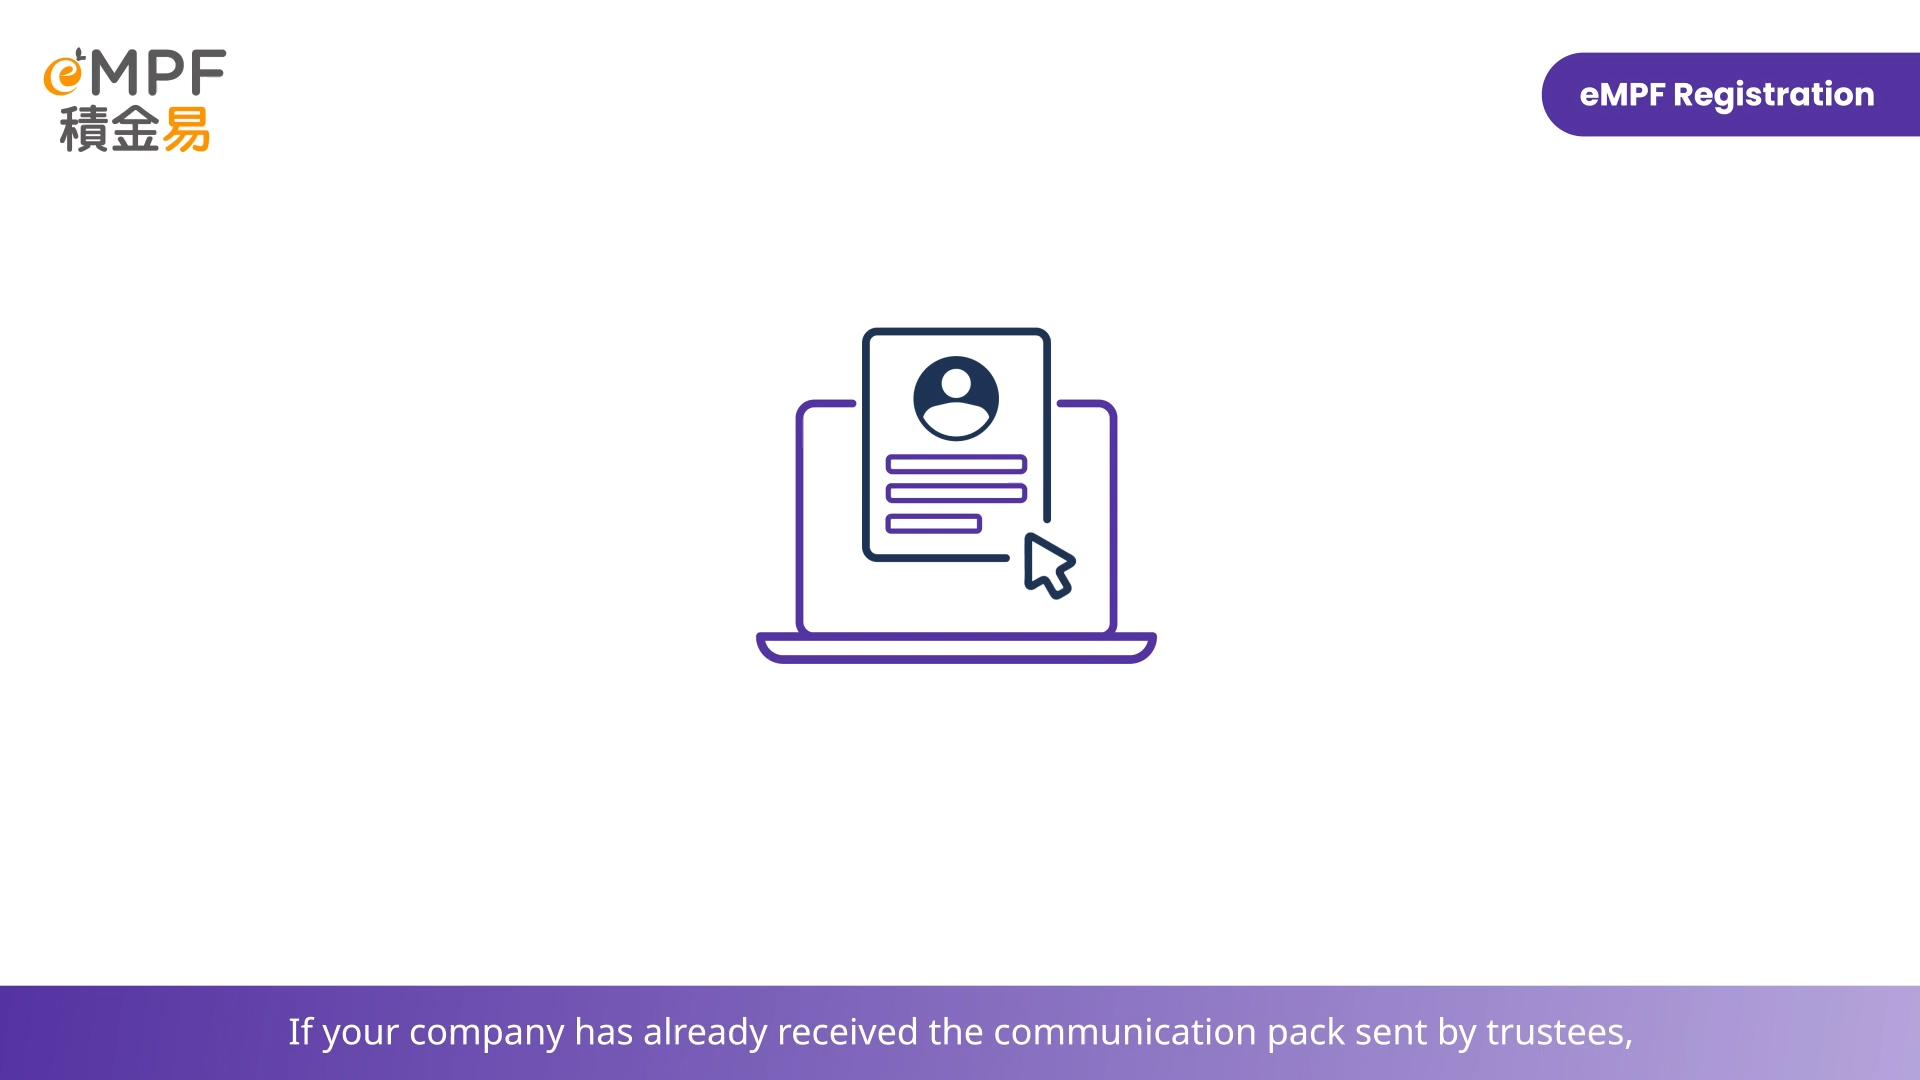 eMPF
積金易
eMPF Registration
If your company has already received the communication pack sent by trustees,